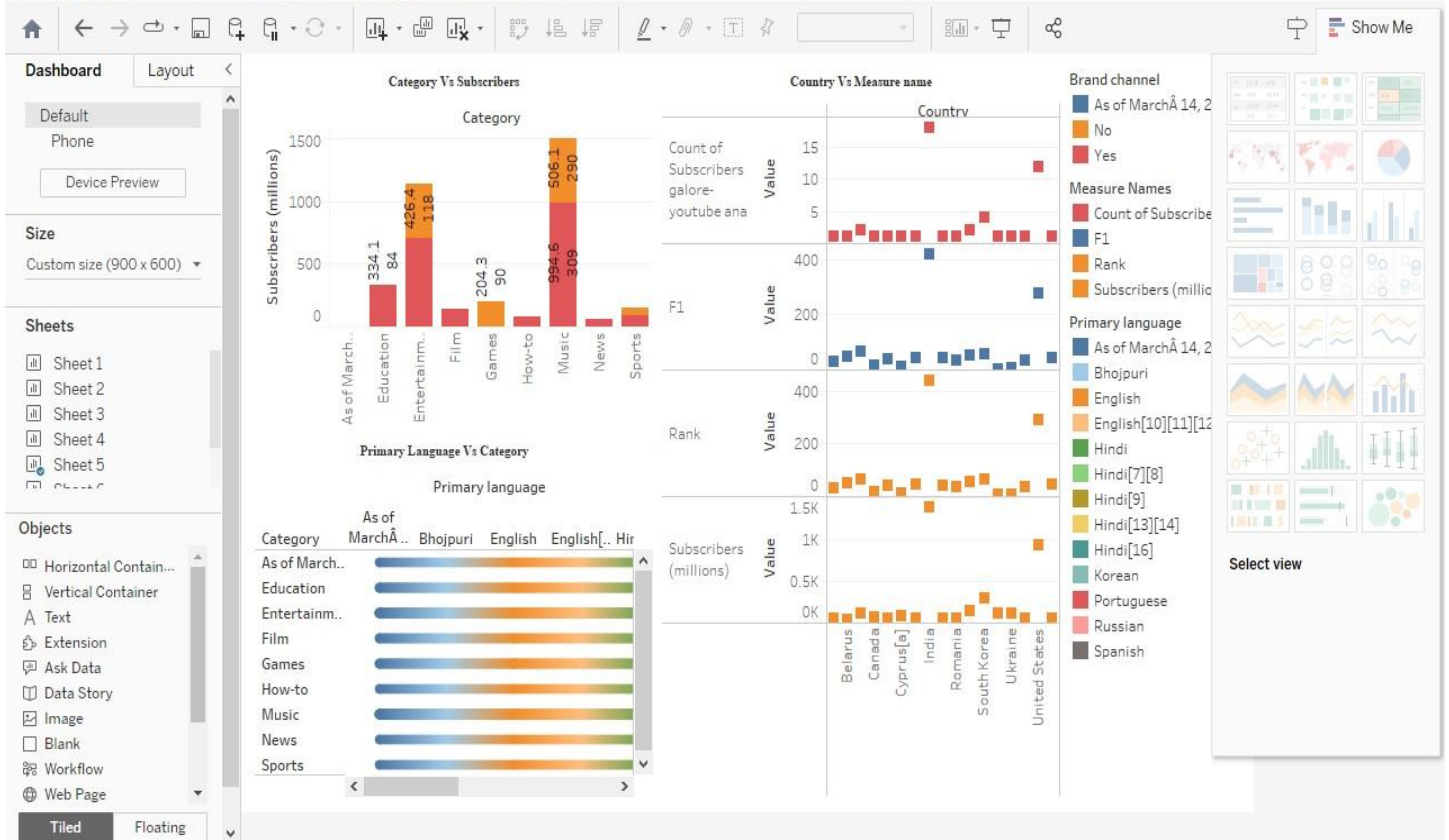 Show Me
Dashboard
Layout
Default
Phone
Device Preview
Size
Custom size (900 x 600)
Sheets
Sheet 1
Sheet 2
Sheet 3
Sheet 4
Sheet 5
Objects
Horizontal Contain...
Vertical Container
Text
Extension
Ask Data
Data Story
Image
Blank
Workflow
Web Page
Tiled
Floating
Category Vs Subscribers
Category
Subscribers (millions)
1500
1000
500
0
334.1
84
426.4
118
204.3
90
506.1
290
994.6
309
As of March..
Education
Entertainm..
Film
Games
How-to
Music
News
Sports
Primary Language Vs Category
Primary language
Category
As of
MarchÂ ..
Bhojpuri
English
English[..
Hir
As of March..
Education
Entertainm..
Film
Games
How-to
Music
News
Sports
Country Vs Measure name
Country
Count of
Subscribers
galore-
youtube ana
Value
15
10
5
F1
Value
400
200
0
Rank
Value
400
200
0
Subscribers
(millions)
Value
1.5K
1K
0.5K
0K
Belarus
Canada
Cyprus[a]
India
Romania
South Korea
Ukraine
United States
Brand channel
As of MarchÂ 14, 2
No
Yes
Measure Names
Count of Subscribe
F1
Rank
Subscribers (millio
Primary language
As of MarchÂ 14, 2
Bhojpuri
English
English[10][11][12
Hindi
Hindi[7][8]
Hindi[9]
Hindi[13][14]
Hindi[16]
Korean
Portuguese
Russian
Spanish
Select view